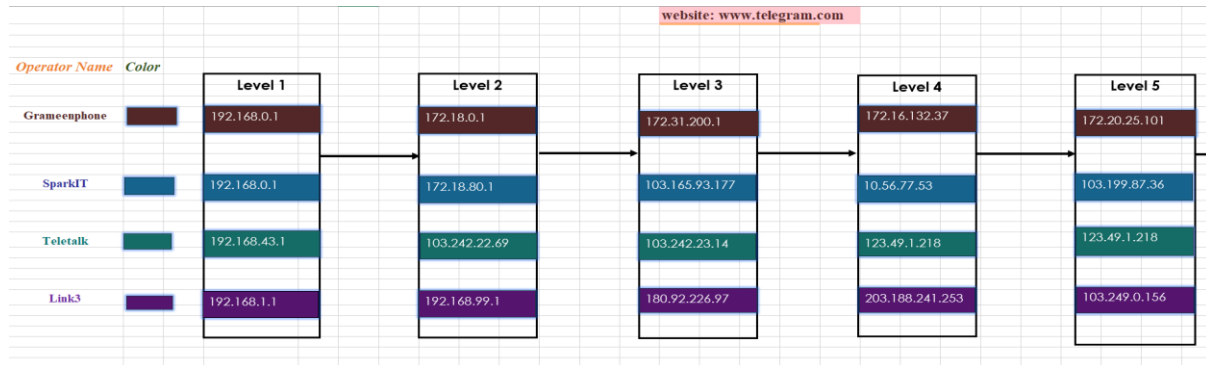 website: www.telegram.com
Operator Name Color
Level 1 Level 2 Level 3 Level 4 Level 5
Grameenphone 192.168.0.1 172.18.0.1 172.31.200.1 172.16.132.37 172.20.25.101
SparkIT 192.168.0.1 172.18.80.1 103.165.93.177 10.56.77.53 103.199.87.36
Teletalk 192.168.43.1 103.242.22.69 103.242.23.14 123.49.1.218 123.49.1.218
Link3 192.168.1.1 192.168.99.1 180.92.226.97 203.188.241.253 103.249.0.156